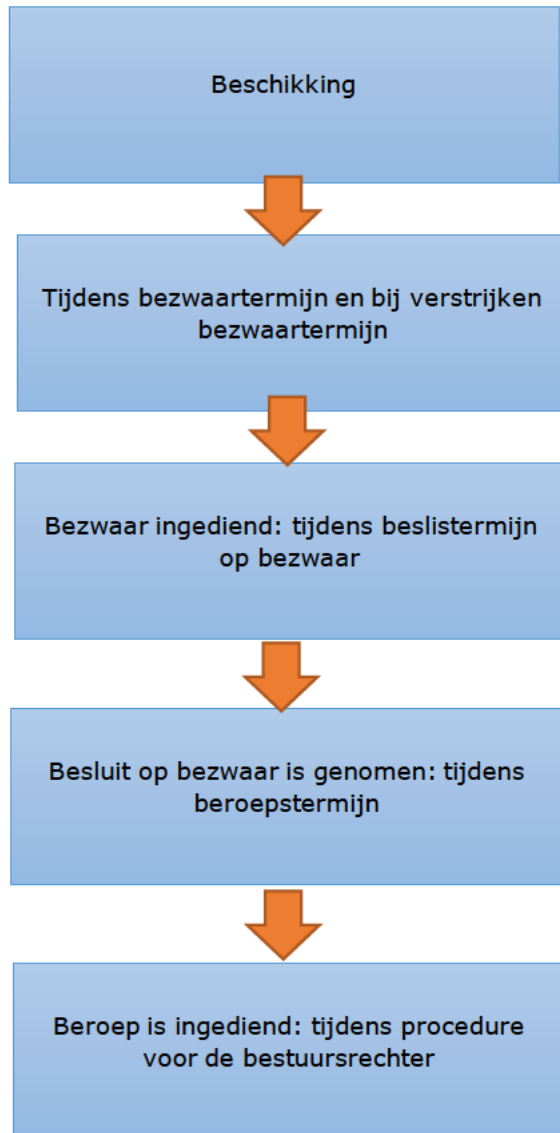 Beschikking
Tijdens bezwaartermijn en bij verstrijken
bezwaartermijn
Bezwaar ingediend: tijdens beslistermijn
op bezwaar
Besluit op bezwaar is genomen: tijdens
beroepstermijn
Beroep is ingediend: tijdens procedure
voor de bestuursrechter